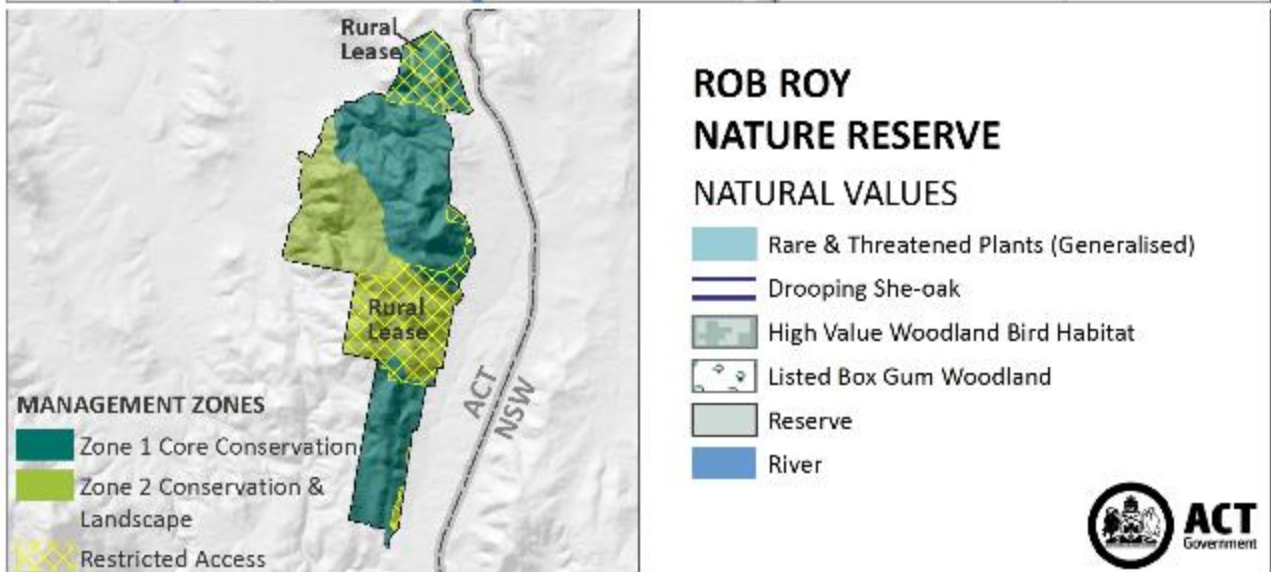 Rural
Lease
Rural
Lease
ACT
NSW
MANAGEMENT ZONES
Zone 1 Core Conservation
Zone 2 Conservation &
Landscape
Restricted Access
ROB ROY
NATURE RESERVE
NATURAL VALUES
Rare & Threatened Plants (Generalised)
Drooping She-oak
High Value Woodland Bird Habitat
Listed Box Gum Woodland
Reserve
River
ACT
Government